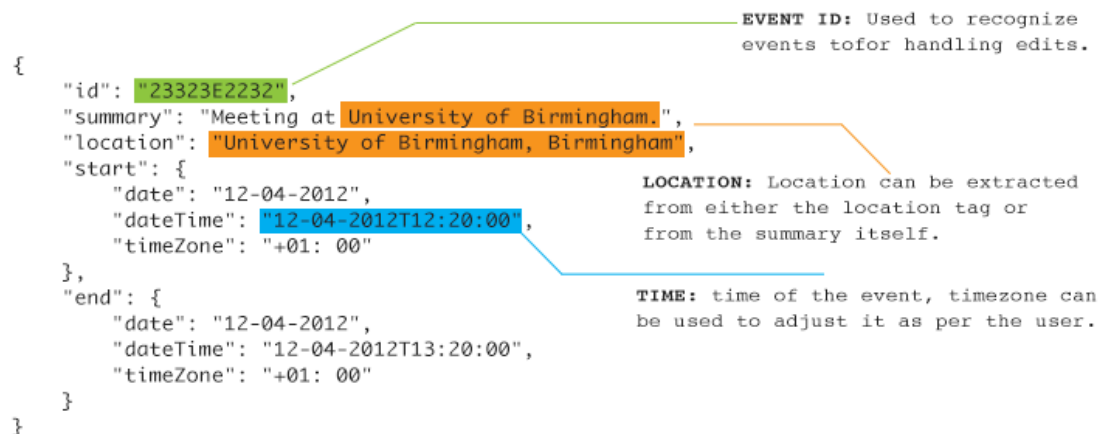 EVENT ID: Used to recognize
events tofor handling edits.
{
"id": "23323E2232",
"summary": "Meeting at University of Birmingham.",
"location": "University of Birmingham, Birmingham",
"start": {
"date": "12-04-2012",
"dateTime": "12-04-2012T12:20:00",
"timeZone": "+01: 00"
},
"end": {
"date": "12-04-2012",
"dateTime": "12-04-2012T13:20:00",
"timeZone": "+01: 00"
}
}
LOCATION: Location can be extracted
from either the location tag or
from the summary itself.
TIME: time of the event, timezone can
be used to adjust it as per the user.